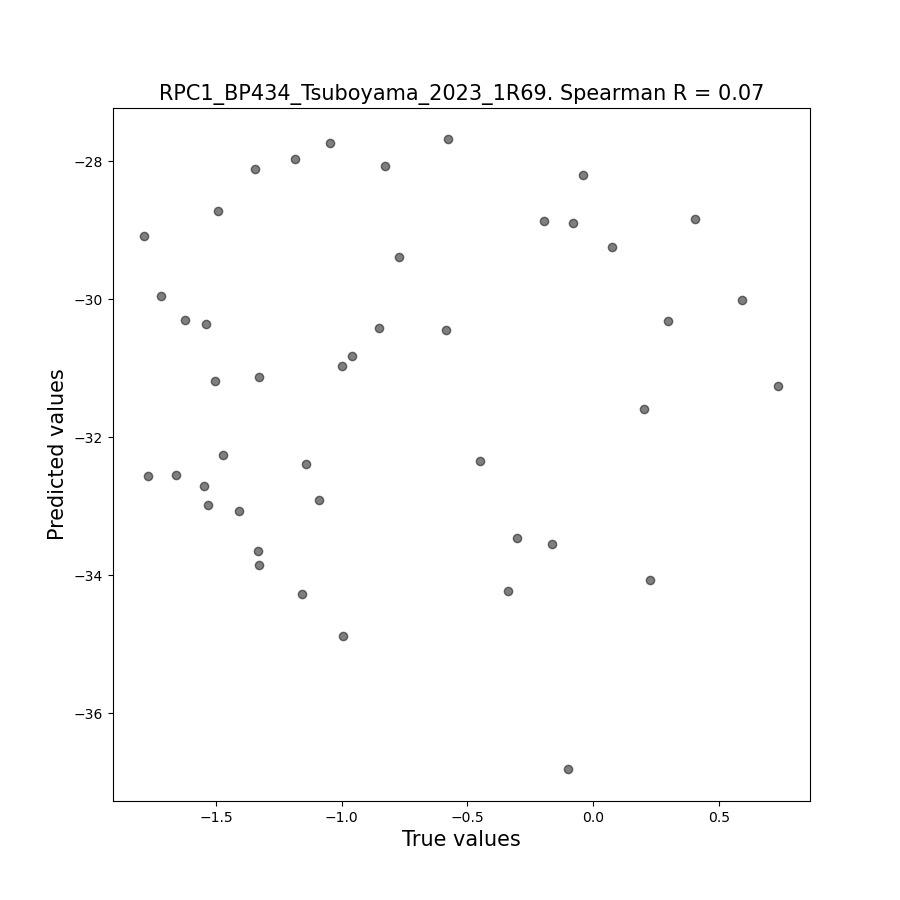 RPC1_BP434_Tsuboyama_2023_1R69. Spearman R = 0.07
−28
−30
−32
−34
−36
Predicted values
−1.5 −1.0 −0.5 0.0 0.5
True values